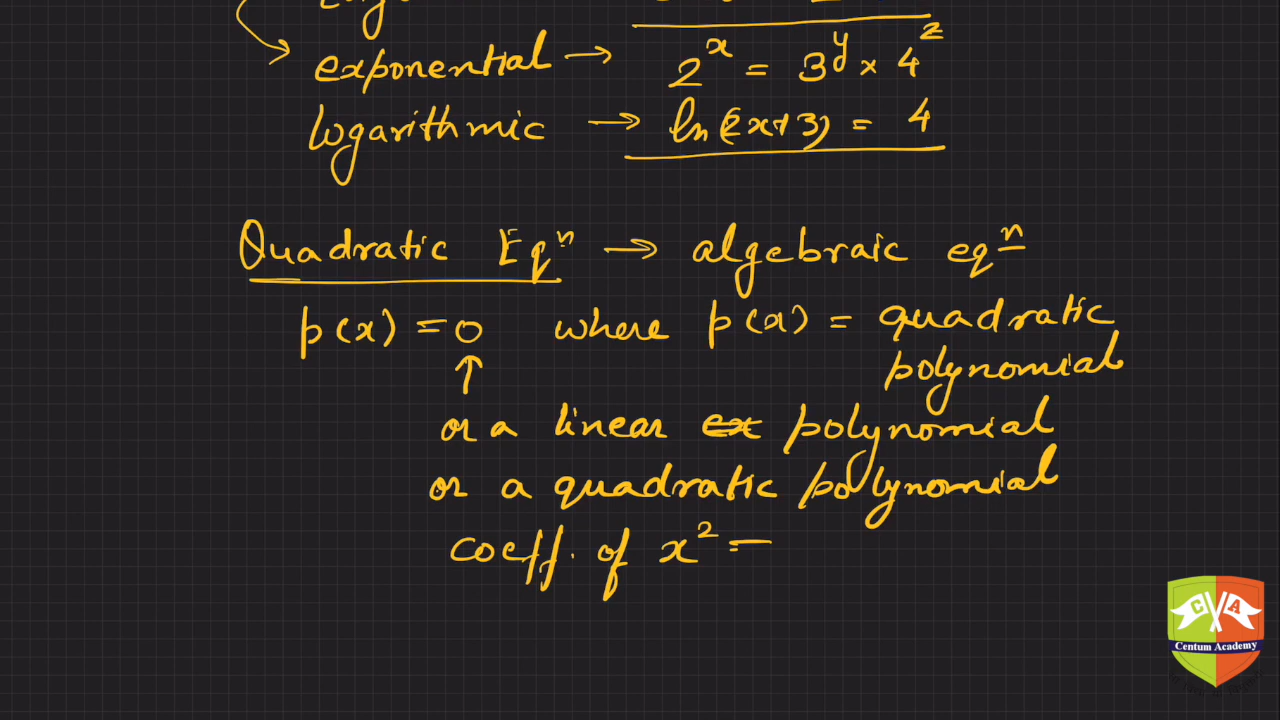 exponential → 2^x = 3^y × 4^z
logarithmic → ln(2x+3) = 4
Quadratic Eqⁿ → algebraic eqⁿ
p(x) = 0 where p(x) = quadratic
polynomial
↑
or a linear polynomial
or a quadratic polynomial
coeff. of x² =
C A
Centum Academy